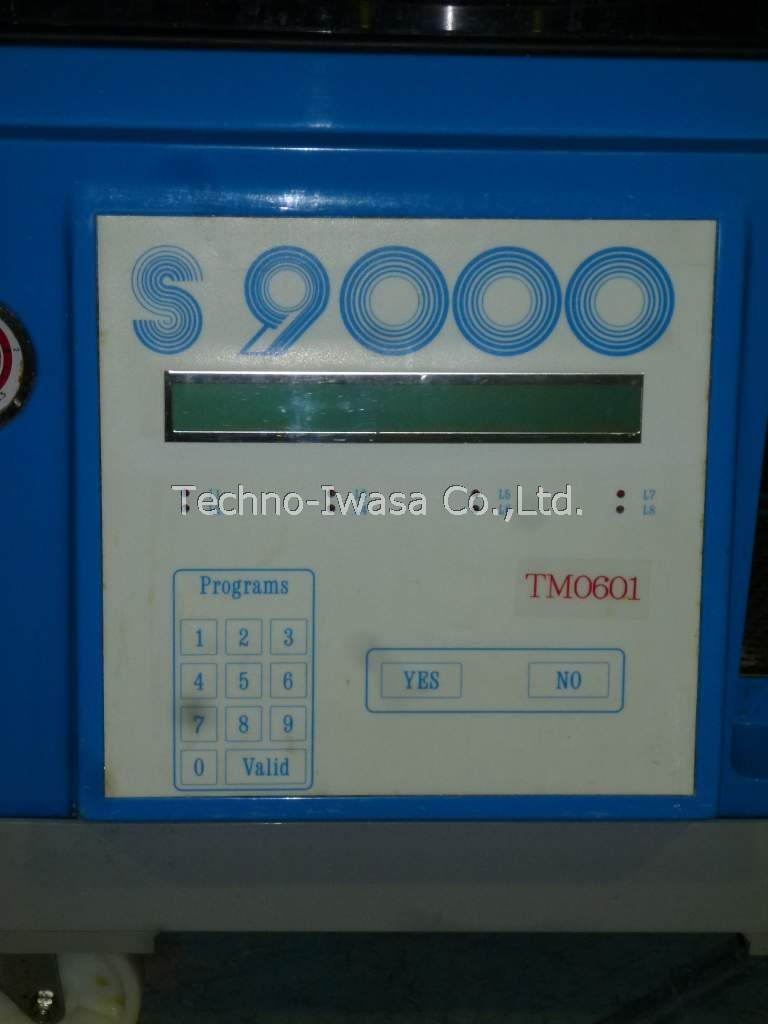 S 9000
L5 L7
L8
Techno-Iwasa Co.,Ltd.
Programs
TM0601
1 2 3
4 5 6
YES NO
7 8 9
0 Valid